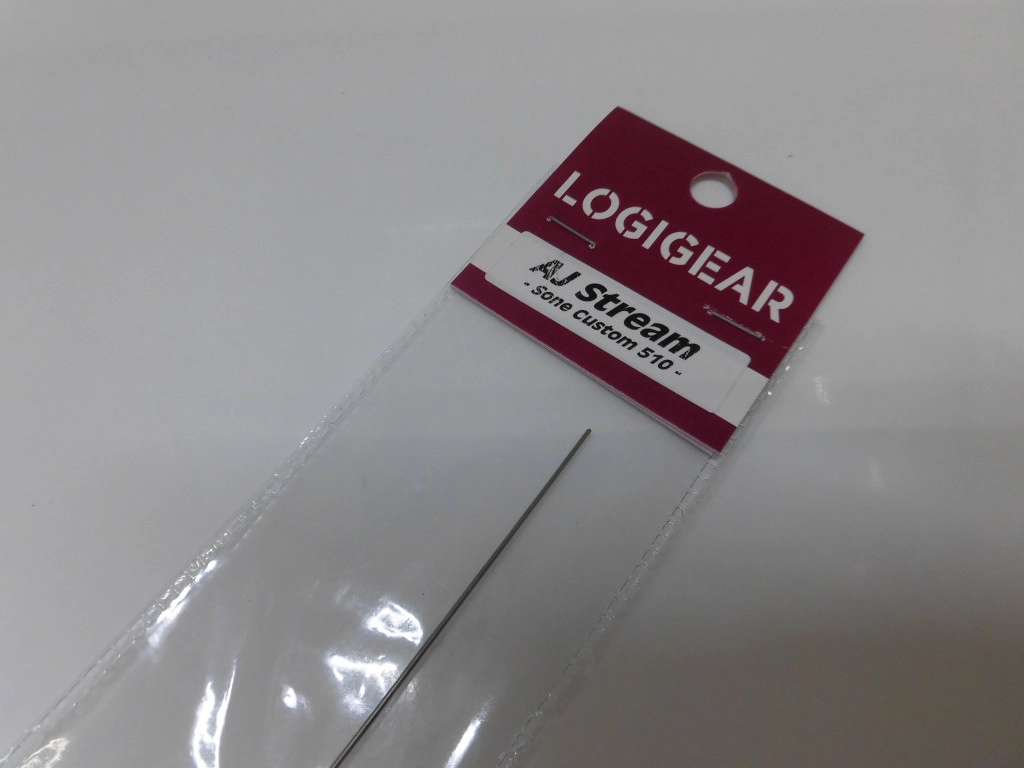 LOGIGEAR
AJ Stream
- Sone Custom 510 -